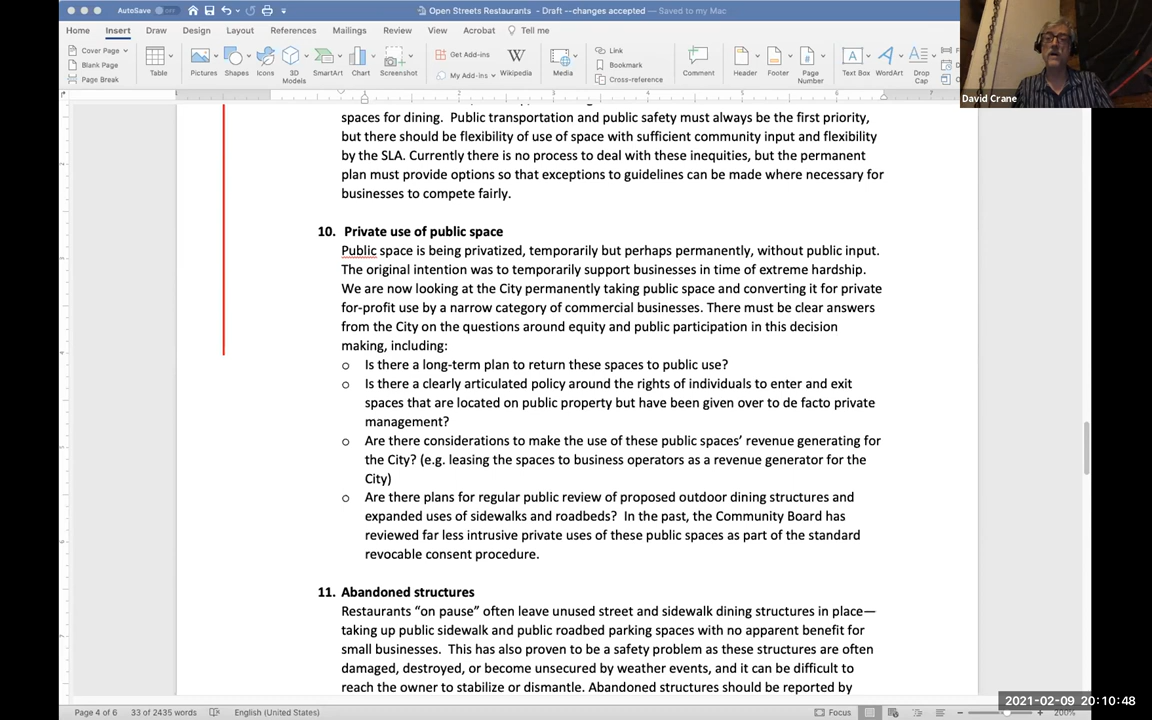 AutoSave
Open Streets Restaurants - Draft --changes accepted — Saved to my Mac
Home Insert Draw Design Layout References Mailings Review View Acrobat Tell me
Cover Page
Blank Page
Page Break
Table
Pictures
Shapes
Icons
3D
Models
SmartArt
Chart
Screenshot
Get Add-ins
My Add-ins
Wikipedia
Media
Link
Bookmark
Cross-reference
Comment
Header
Footer
Page
Number
Text Box
WordArt
Drop
Cap
David Crane
spaces for dining. Public transportation and public safety must always be the first priority,
but there should be flexibility of use of space with sufficient community input and flexibility
by the SLA. Currently there is no process to deal with these inequities, but the permanent
plan must provide options so that exceptions to guidelines can be made where necessary for
businesses to compete fairly.
10. Private use of public space
Public space is being privatized, temporarily but perhaps permanently, without public input.
The original intention was to temporarily support businesses in time of extreme hardship.
We are now looking at the City permanently taking public space and converting it for private
for-profit use by a narrow category of commercial businesses. There must be clear answers
from the City on the questions around equity and public participation in this decision
making, including:
o Is there a long-term plan to return these spaces to public use?
o Is there a clearly articulated policy around the rights of individuals to enter and exit
spaces that are located on public property but have been given over to de facto private
management?
o Are there considerations to make the use of these public spaces’ revenue generating for
the City? (e.g. leasing the spaces to business operators as a revenue generator for the
City)
o Are there plans for regular public review of proposed outdoor dining structures and
expanded uses of sidewalks and roadbeds? In the past, the Community Board has
reviewed far less intrusive private uses of these public spaces as part of the standard
revocable consent procedure.
11. Abandoned structures
Restaurants “on pause” often leave unused street and sidewalk dining structures in place—
taking up public sidewalk and public roadbed parking spaces with no apparent benefit for
small businesses. This has also proven to be a safety problem as these structures are often
damaged, destroyed, or become unsecured by weather events, and it can be difficult to
reach the owner to stabilize or dismantle. Abandoned structures should be reported by
Page 4 of 6 33 of 2435 words English (United States) Focus 200%
2021-02-09 20:10:48